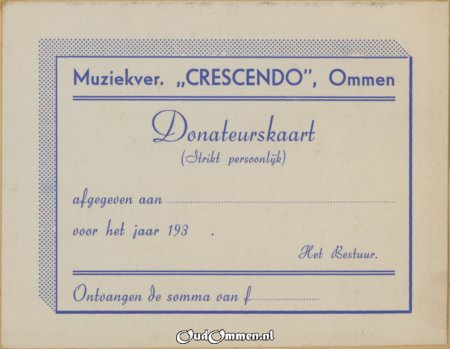 Muziekver. „CRESCENDO”, Ommen
Donateurskaart
(Strikt persoonlijk)
afgegeven aan
voor het jaar 193 .
Het Bestuur.
Ontvangen de somma van f
OudOmmen.nl